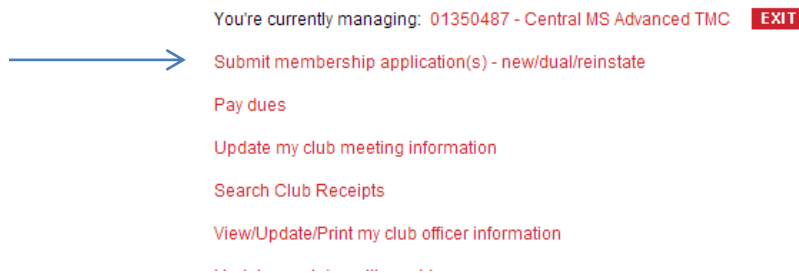 You're currently managing: 01350487 - Central MS Advanced TMC EXIT
Submit membership application(s) - new/dual/reinstate
Pay dues
Update my club meeting information
Search Club Receipts
View/Update/Print my club officer information